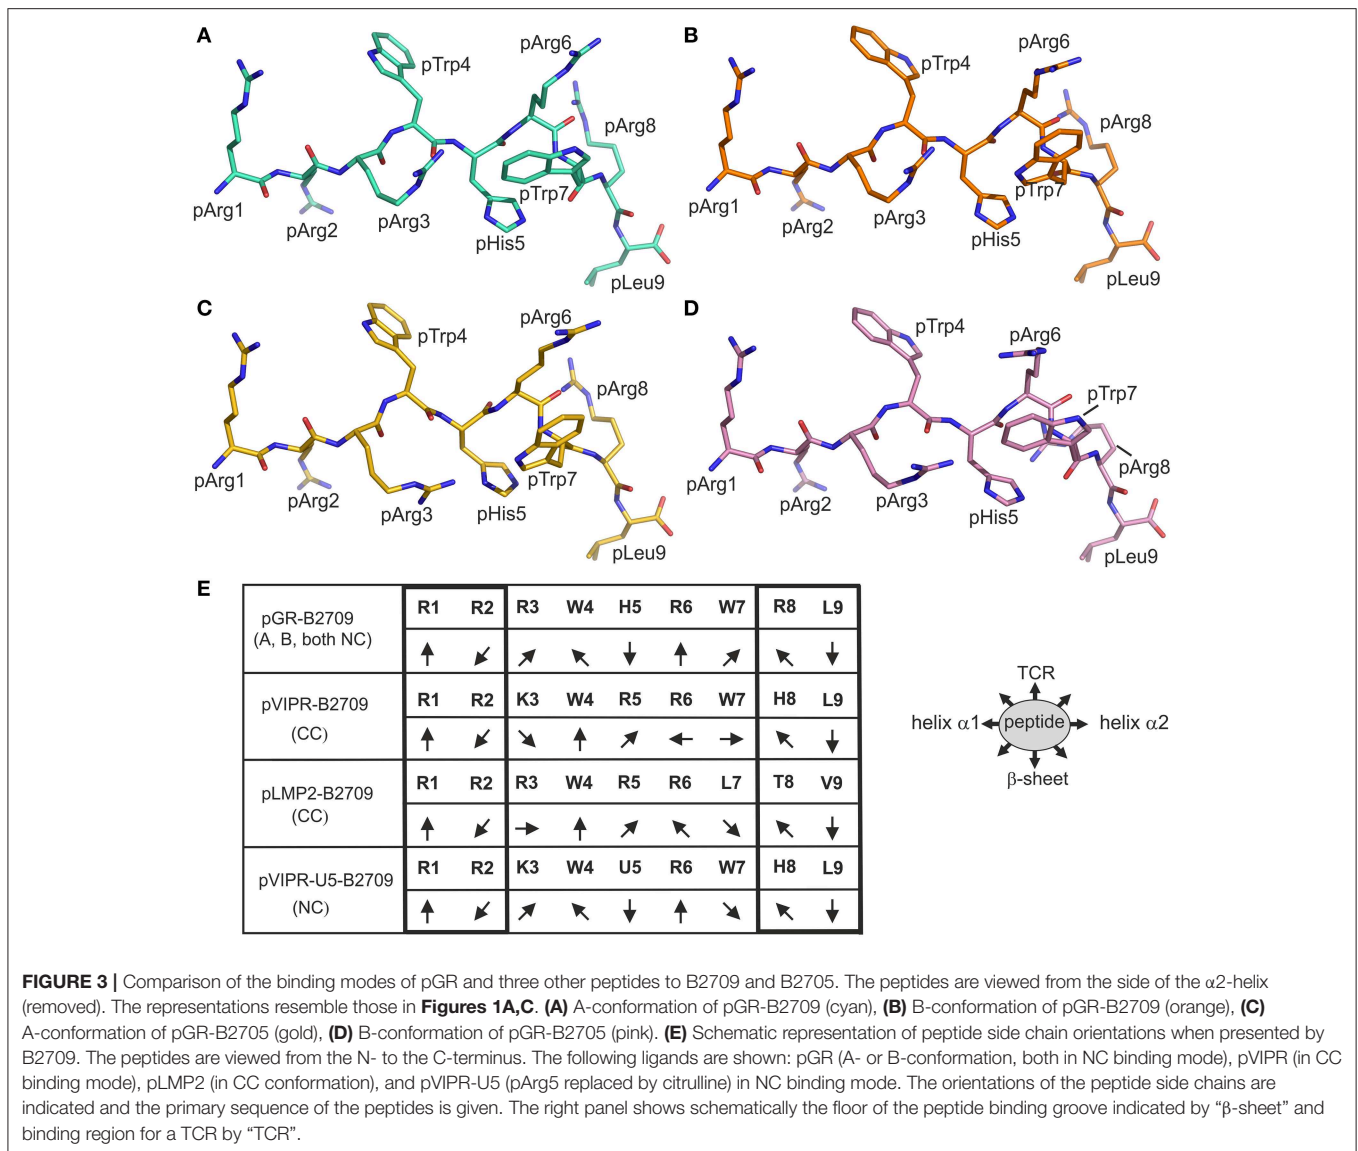 A
pTrp4
pArg6
pArg8
pArg1
pArg2
pArg3
pHis5
pTrp7
pLeu9
B
pTrp4
pArg6
pArg8
pArg1
pArg2
pArg3
pHis5
pTrp7
pLeu9
C
pTrp4
pArg6
pArg8
pArg1
pArg2
pArg3
pHis5
pTrp7
pLeu9
D
pTrp4
pArg6
pTrp7
pArg8
pArg1
pArg2
pArg3
pHis5
pLeu9
E
pGR-B2709
(A, B, both NC)
R1 R2 R3 W4 H5 R6 W7 R8 L9
↑ ↙ ↗ ↖ ↓ ↑ ↗ ↖ ↓
pVIPR-B2709
(CC)
R1 R2 K3 W4 R5 R6 W7 H8 L9
↑ ↙ ↘ ↑ ↗ ← → ↖ ↓
pLMP2-B2709
(CC)
R1 R2 R3 W4 R5 R6 L7 T8 V9
↑ ↙ → ↑ ↗ ↖ ↘ ↖ ↓
pVIPR-U5-B2709
(NC)
R1 R2 K3 W4 U5 R6 W7 H8 L9
↑ ↙ ↗ ↖ ↓ ↑ ↘ ↖ ↓
TCR
helix α1 peptide helix α2
β-sheet
FIGURE 3 | Comparison of the binding modes of pGR and three other peptides to B2709 and B2705. The peptides are viewed from the side of the α2-helix
(removed). The representations resemble those in Figures 1A,C. (A) A-conformation of pGR-B2709 (cyan), (B) B-conformation of pGR-B2709 (orange), (C)
A-conformation of pGR-B2705 (gold), (D) B-conformation of pGR-B2705 (pink). (E) Schematic representation of peptide side chain orientations when presented by
B2709. The peptides are viewed from the N- to the C-terminus. The following ligands are shown: pGR (A- or B-conformation, both in NC binding mode), pVIPR (in CC
binding mode), pLMP2 (in CC conformation), and pVIPR-U5 (pArg5 replaced by citrulline) in NC binding mode. The orientations of the peptide side chains are
indicated and the primary sequence of the peptides is given. The right panel shows schematically the floor of the peptide binding groove indicated by “β-sheet” and
binding region for a TCR by “TCR”.